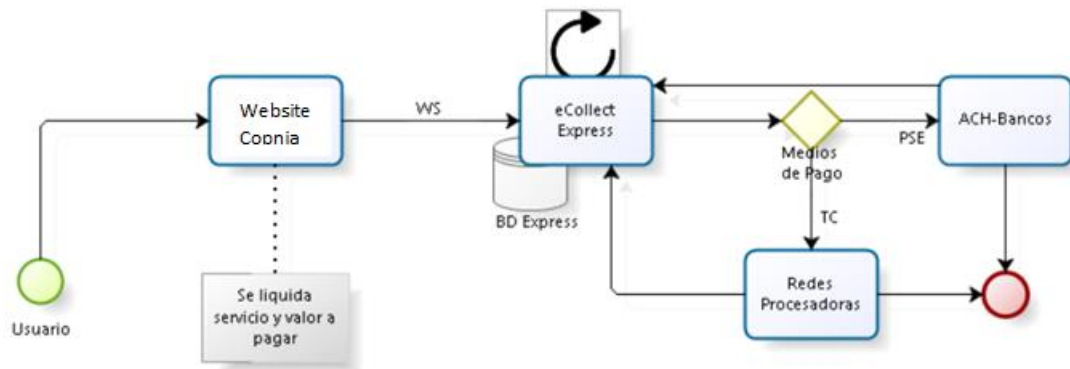 Website
Copnia
WS
eCollect
Express
BD Express
Medios
de Pago
PSE
ACH-Bancos
TC
Redes
Procesadoras
Usuario
Se liquida
servicio y valor a
pagar